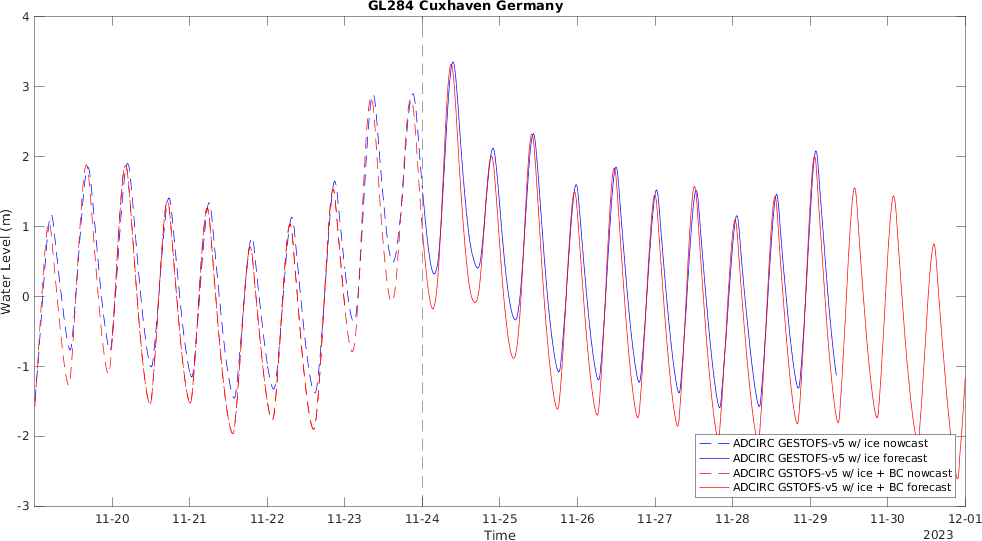 GL284 Cuxhaven Germany
4
3
2
1
0
-1
-2
-3
Water Level (m)
ADCIRC GESTOFS-v5 w/ ice nowcast
ADCIRC GESTOFS-v5 w/ ice forecast
ADCIRC GSTOFS-v5 w/ ice + BC nowcast
ADCIRC GSTOFS-v5 w/ ice + BC forecast
11-20 11-21 11-22 11-23 11-24 11-25 11-26 11-27 11-28 11-29 11-30 12-01
Time
2023